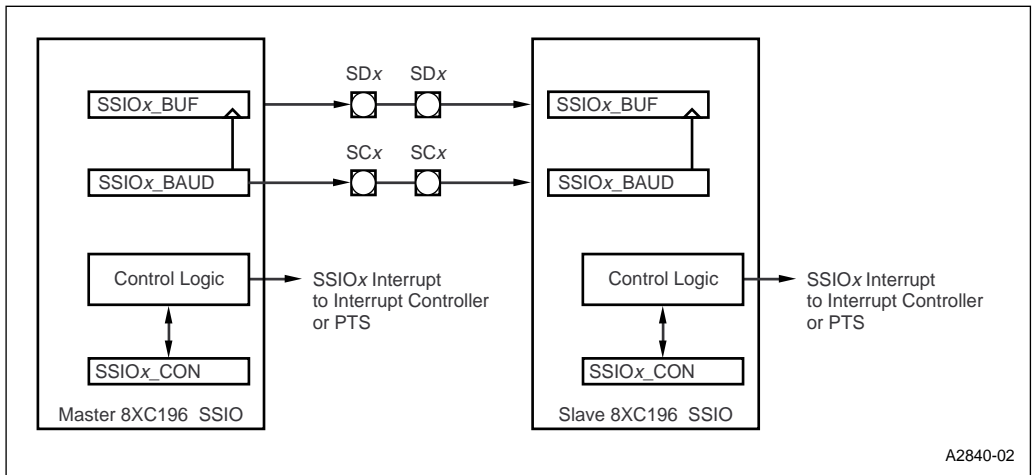 SDx SDx
SSIOx_BUF
SSIOx_BUF
SCx SCx
SSIOx_BAUD
SSIOx_BAUD
Control Logic
SSIOx Interrupt
to Interrupt Controller
or PTS
Control Logic
SSIOx Interrupt
to Interrupt Controller
or PTS
SSIOx_CON
SSIOx_CON
Master 8XC196 SSIO
Slave 8XC196 SSIO
A2840-02